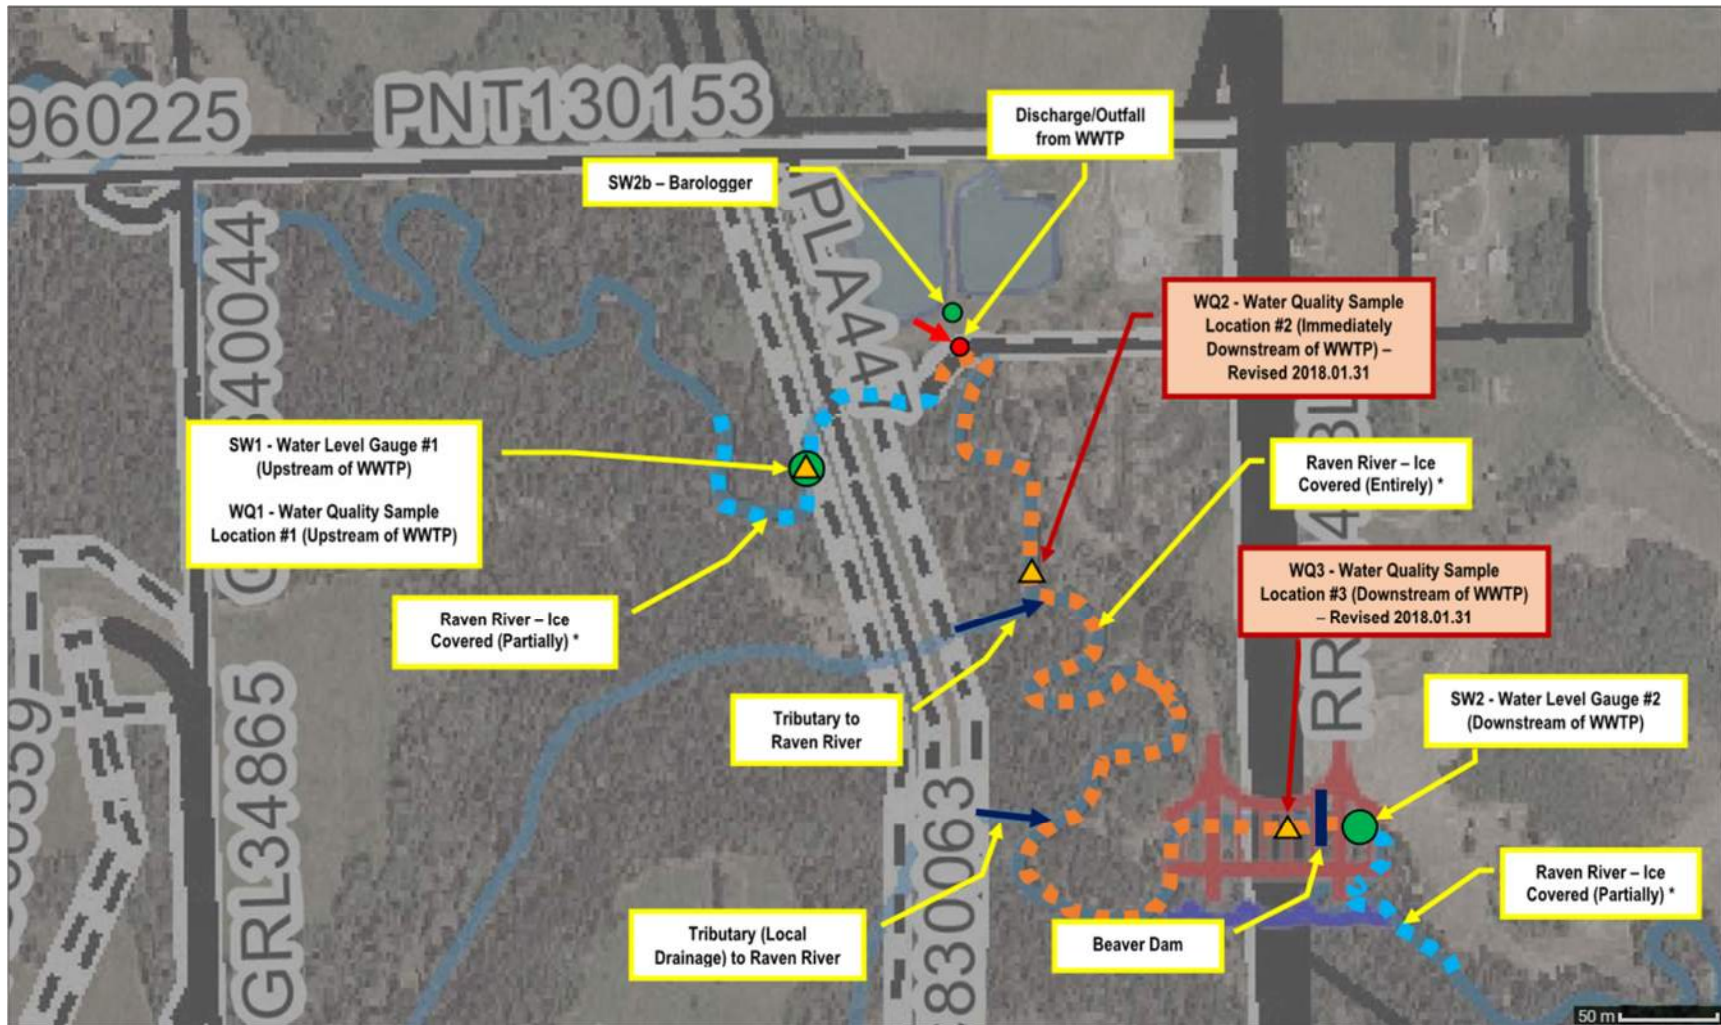 960225
PNT130153
Discharge/Outfall
from WWTP
SW2b – Barologger
PLA44
WQ2 - Water Quality Sample
Location #2 (Immediately
Downstream of WWTP) –
Revised 2018.01.31
SW1 - Water Level Gauge #1
(Upstream of WWTP)
WQ1 - Water Quality Sample
Location #1 (Upstream of WWTP)
Raven River – Ice
Covered (Entirely) *
WQ3 - Water Quality Sample
Location #3 (Downstream of WWTP)
– Revised 2018.01.31
Raven River – Ice
Covered (Partially) *
RR
Tributary to
Raven River
SW2 - Water Level Gauge #2
(Downstream of WWTP)
GRL34865
830063
Raven River – Ice
Covered (Partially) *
Tributary (Local
Drainage) to Raven River
Beaver Dam
50 m